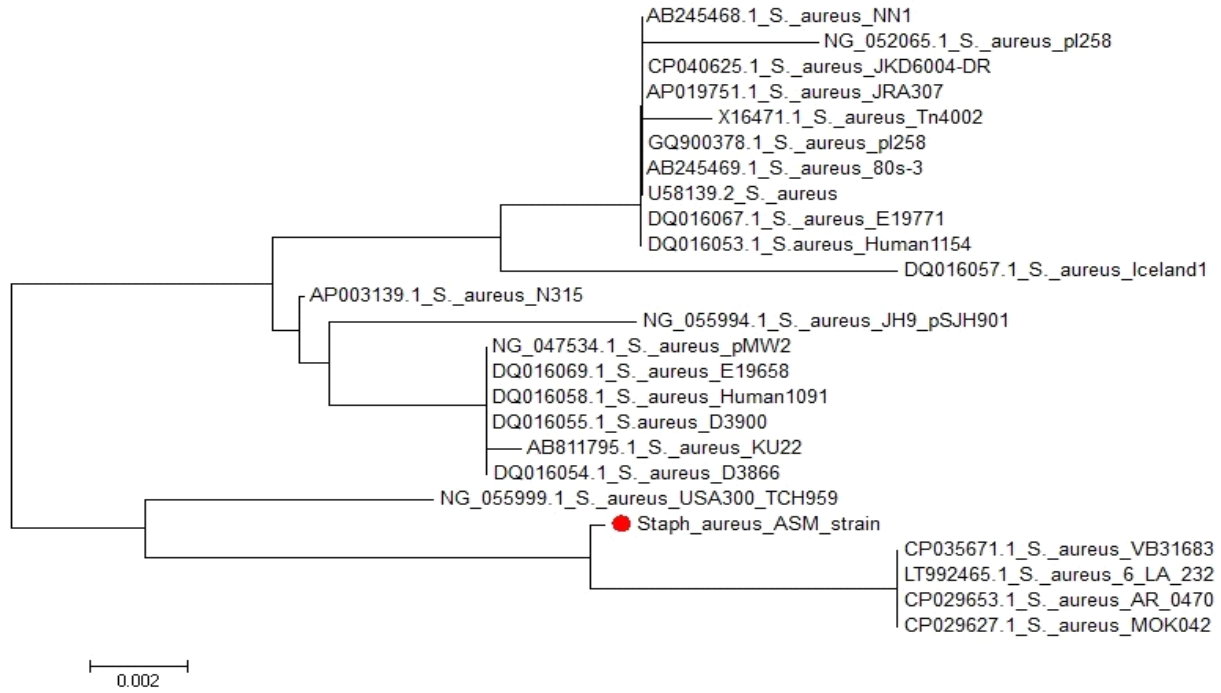 AB245468.1_S._aureus_NN1
NG_052065.1_S._aureus_pI258
CP040625.1_S._aureus_JKD6004-DR
AP019751.1_S._aureus_JRA307
X16471.1_S._aureus_Tn4002
GQ900378.1_S._aureus_pI258
AB245469.1_S._aureus_80s-3
U58139.2_S._aureus
DQ016067.1_S._aureus_E19771
DQ016053.1_S.aureus_Human1154
DQ016057.1_S._aureus_Iceland1
AP003139.1_S._aureus_N315
NG_055994.1_S._aureus_JH9_pSJH901
NG_047534.1_S._aureus_pMW2
DQ016069.1_S._aureus_E19658
DQ016058.1_S._aureus_Human1091
DQ016055.1_S.aureus_D3900
AB811795.1_S._aureus_KU22
DQ016054.1_S._aureus_D3866
NG_055999.1_S._aureus_USA300_TCH959
Staph_aureus_ASM_strain
CP035671.1_S._aureus_VB31683
LT992465.1_S._aureus_6_LA_232
CP029653.1_S._aureus_AR_0470
CP029627.1_S._aureus_MOK042
0.002